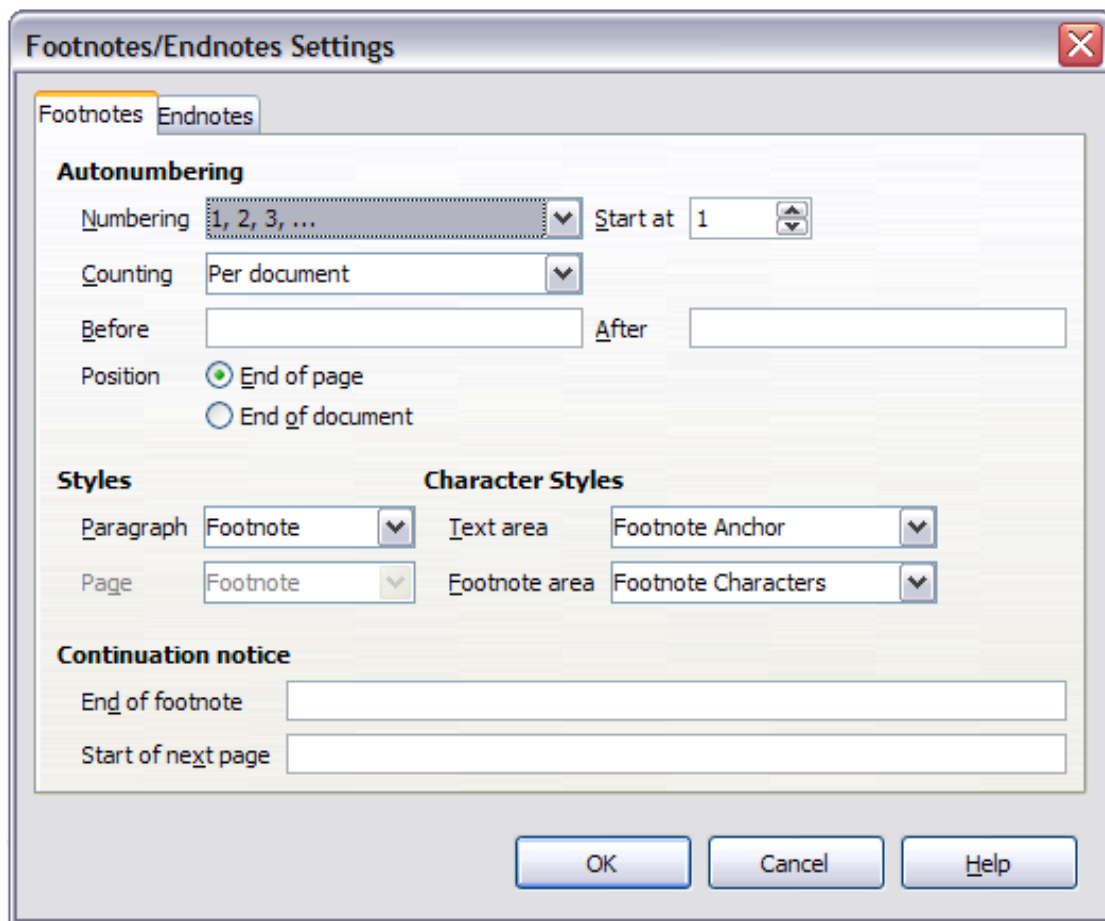 Footnotes/Endnotes Settings
Footnotes Endnotes
Autonumbering
Numbering 1, 2, 3, ... Start at 1
Counting Per document
Before After
Position End of page
End of document
Styles Character Styles
Paragraph Footnote Text area Footnote Anchor
Page Footnote Footnote area Footnote Characters
Continuation notice
End of footnote
Start of next page
OK Cancel Help